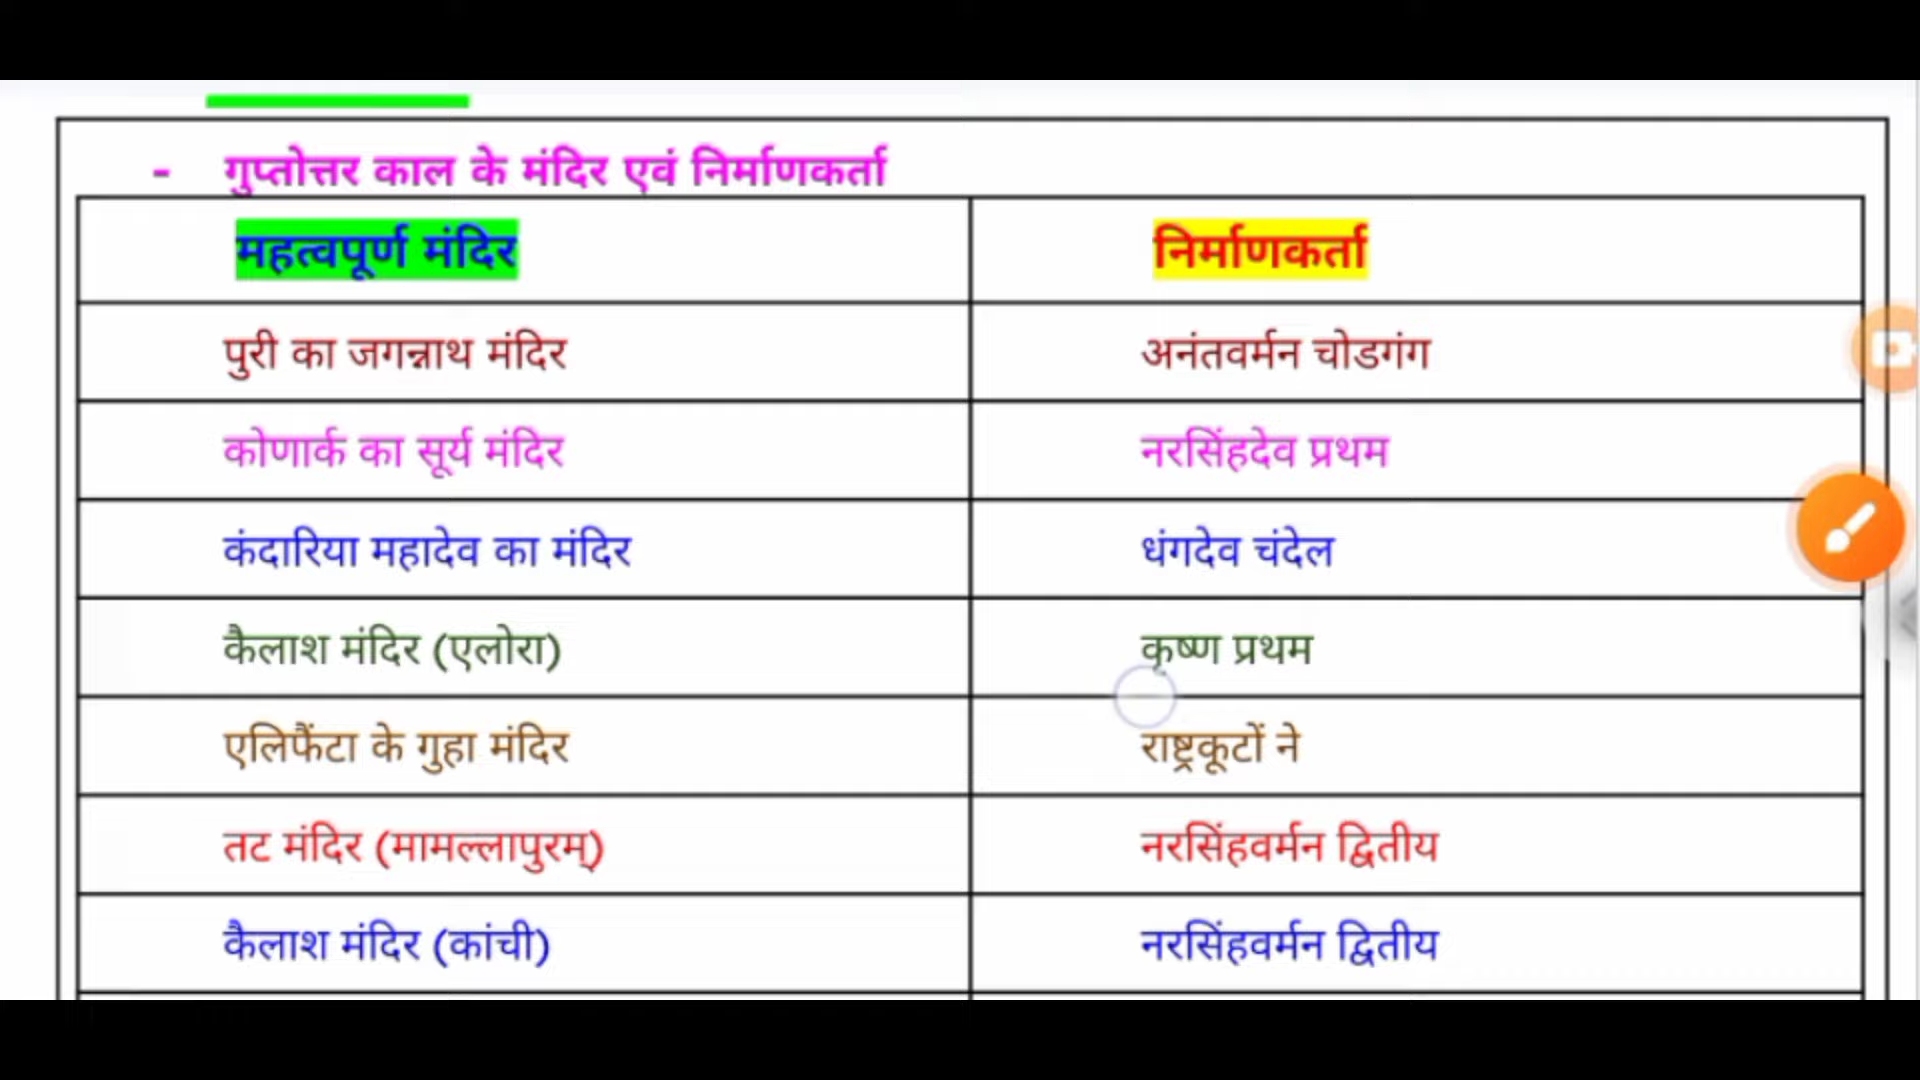 - गुप्तोत्तर काल के मंदिर एवं निर्माणकर्ता
महत्वपूर्ण मंदिर निर्माणकर्ता
पुरी का जगन्नाथ मंदिर अनंतवर्मन चोडगंग
कोणार्क का सूर्य मंदिर नरसिंहदेव प्रथम
कंदारिया महादेव का मंदिर धंगदेव चंदेल
कैलाश मंदिर (एलोरा) कृष्ण प्रथम
एलिफैंटा के गुहा मंदिर राष्ट्रकूटों ने
तट मंदिर (मामल्लापुरम्) नरसिंहवर्मन द्वितीय
कैलाश मंदिर (कांची) नरसिंहवर्मन द्वितीय